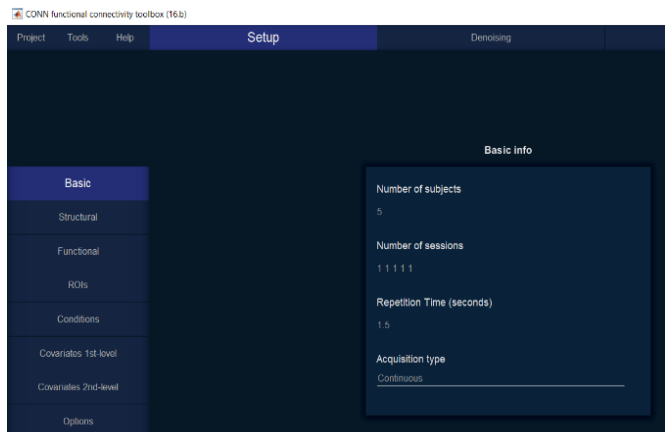 CONN functional connectivity toolbox (16.b)
Project Tools Help Setup Denoising
Basic info
Basic
Structural
Functional
ROIs
Conditions
Covariates 1st-level
Covariates 2nd-level
Options
Number of subjects
5
Number of sessions
1 1 1 1 1
Repetition Time (seconds)
1.5
Acquisition type
Continuous